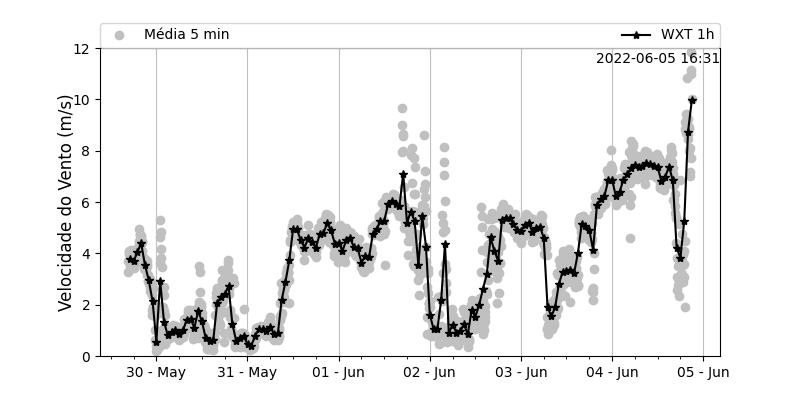 Média 5 min
WXT 1h
2022-06-05 16:31
Velocidade do Vento (m/s)
12
10
8
6
4
2
0
30 - May
31 - May
01 - Jun
02 - Jun
03 - Jun
04 - Jun
05 - Jun